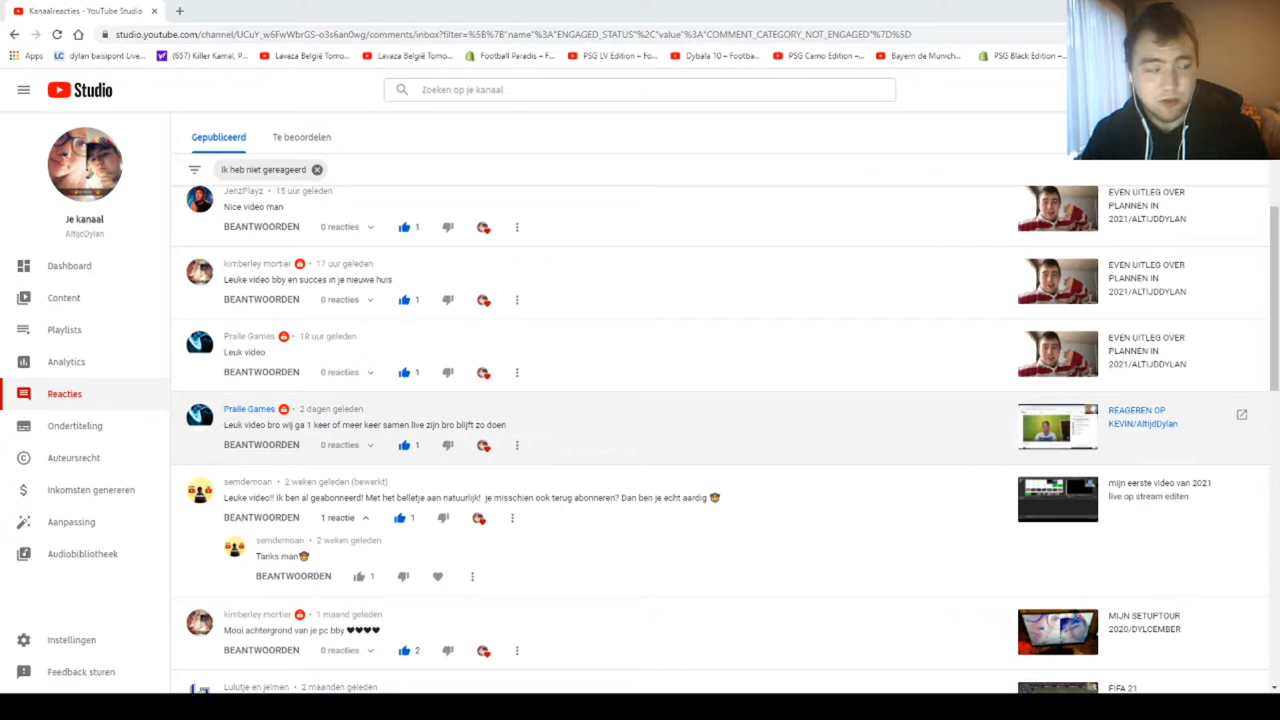 Kanaalreacties - YouTube Studio
studio.youtube.com/channel/UCuY_w6FwWbrGS-o3s6an0wg/comments/inbox?filter=%5B%7B"name"%3A"ENGAGED_STATUS"%2C"value"%3A"COMMENT_CATEGORY_NOT_ENGAGED"%7D%5D
Apps dylan basispont Live... (657) Killer Kamal, P... Lavaza België Tomo... Lavaza België Tomo... Football Paradis – F... PSG LV Edition – Fo... Dybala 10 – Footba... PSG Camo Edition –... Bayern de Munich... PSG Black Edition –...
Studio
Zoeken op je kanaal
Gepubliceerd Te beoordelen
Ik heb niet gereageerd
Je kanaal
AltijdDylan
Dashboard
Content
Playlists
Analytics
Reacties
Ondertiteling
Auteursrecht
Inkomsten genereren
Aanpassing
Audiobibliotheek
Instellingen
Feedback sturen
JenzPlayz • 15 uur geleden
Nice video man
BEANTWOORDEN 0 reacties 1
EVEN UITLEG OVER
PLANNEN IN
2021/ALTIJDDYLAN
kimberley mortier • 17 uur geleden
Leuke video bby en succes in je nieuwe huis
BEANTWOORDEN 0 reacties 1
EVEN UITLEG OVER
PLANNEN IN
2021/ALTIJDDYLAN
Praile Games • 18 uur geleden
Leuk video
BEANTWOORDEN 0 reacties 1
EVEN UITLEG OVER
PLANNEN IN
2021/ALTIJDDYLAN
Praile Games • 2 dagen geleden
Leuk video bro wij ga 1 keer of meer keer samen live zijn bro blijft zo doen
BEANTWOORDEN 0 reacties 1
REAGEREN OP
KEVIN/AltijdDylan
semdemoan • 2 weken geleden (bewerkt)
Leuke video!! Ik ben al geabonneerd! Met het belletje aan natuurlijk! je misschien ook terug abonneren? Dan ben je echt aardig 🤠
BEANTWOORDEN 1 reactie 1
mijn eerste video van 2021
live op stream editen
semdemoan • 2 weken geleden
Tanks man🤠
BEANTWOORDEN 1
kimberley mortier • 1 maand geleden
Mooi achtergrond van je pc bby ♥♥♥♥
BEANTWOORDEN 0 reacties 2
MIJN SETUPTOUR
2020/DYLCEMBER
Lulutje en jelmen • 2 maanden geleden
FIFA 21